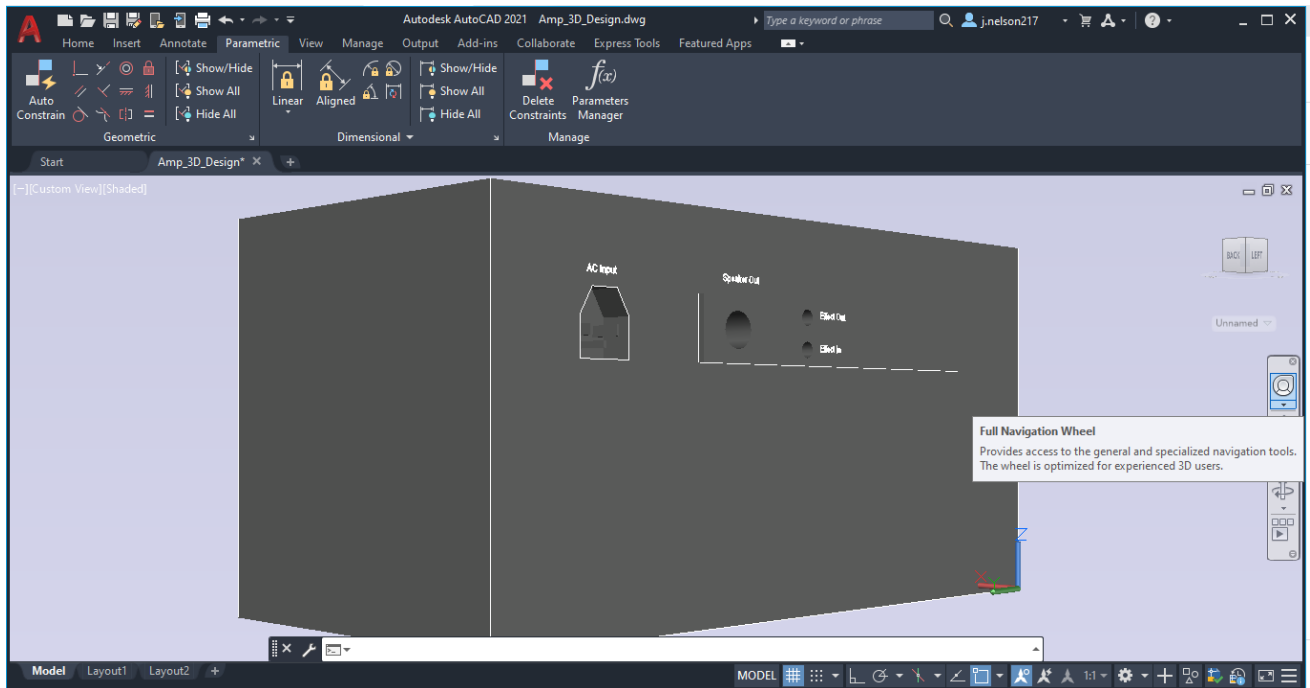 Autodesk AutoCAD 2021 Amp_3D_Design.dwg
Type a keyword or phrase
j.nelson217
Home Insert Annotate Parametric View Manage Output Add-ins Collaborate Express Tools Featured Apps
Auto
Constrain
Show/Hide
Show All
Hide All
Geometric
Linear
Aligned
Show/Hide
Show All
Hide All
Dimensional
Delete
Constraints
Parameters
Manager
f(x)
Manage
Start
Amp_3D_Design*
[−][Custom View][Shaded]
BACK LEFT
Unnamed
AC Input
Speaker Out
Effect Out
Effect In
Full Navigation Wheel
Provides access to the general and specialized navigation tools.
The wheel is optimized for experienced 3D users.
Z
X
Y
Model Layout1 Layout2 +
MODEL
1:1